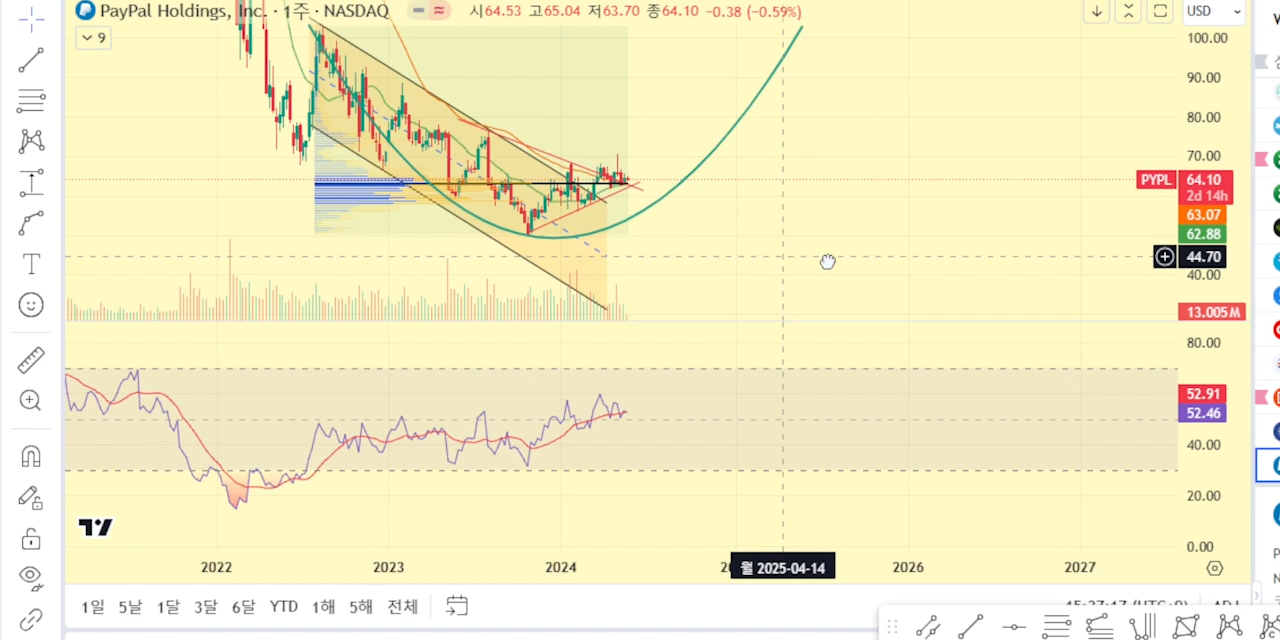 PayPal Holdings, Inc. · 1주 · NASDAQ
시64.53 고65.04 저63.70 종64.10 −0.38 (−0.59%)
USD
9
100.00
90.00
80.00
70.00
PYPL 64.10
2d 14h
63.07
62.88
44.70
40.00
13.005M
80.00
52.91
52.46
40.00
20.00
0.00
2022 2023 2024 월 2025-04-14 2026 2027
1일 5날 1달 3달 6달 YTD 1해 5해 전체